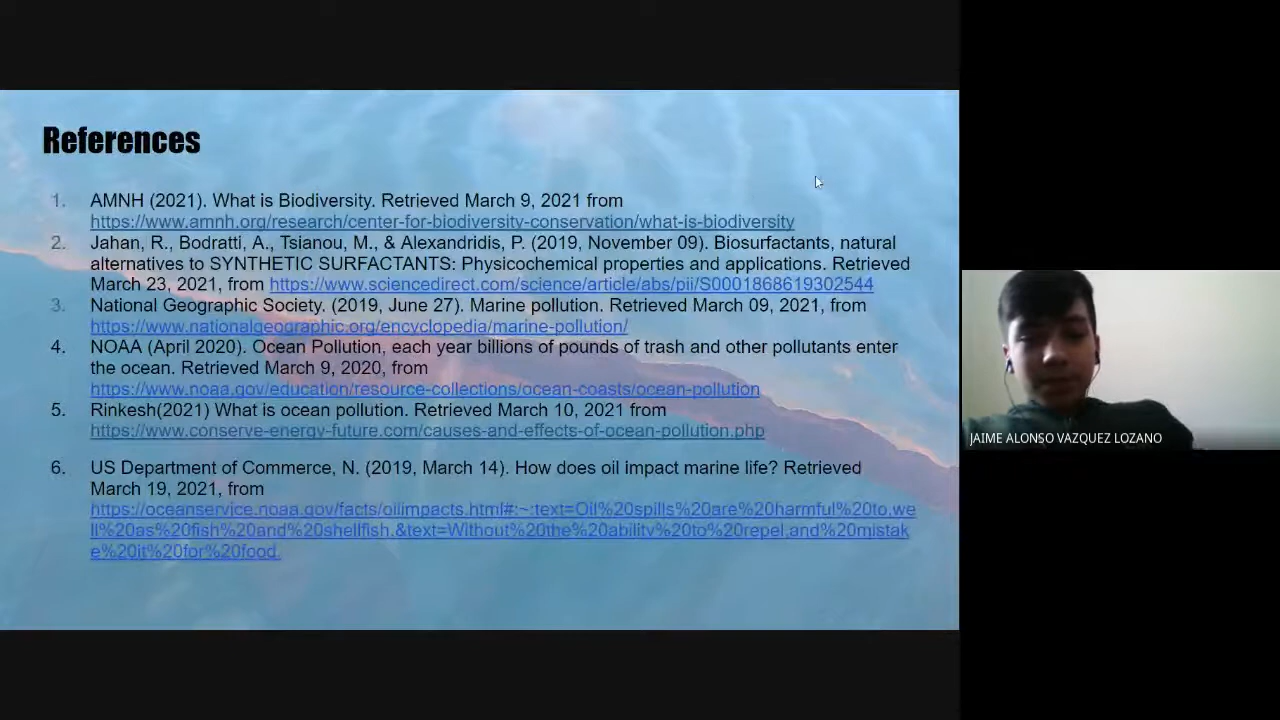 References
1. AMNH (2021). What is Biodiversity. Retrieved March 9, 2021 from
https://www.amnh.org/research/center-for-biodiversity-conservation/what-is-biodiversity
2. Jahan, R., Bodratti, A., Tsianou, M., & Alexandridis, P. (2019, November 09). Biosurfactants, natural
alternatives to SYNTHETIC SURFACTANTS: Physicochemical properties and applications. Retrieved
March 23, 2021, from https://www.sciencedirect.com/science/article/abs/pii/S0001868619302544
3. National Geographic Society. (2019, June 27). Marine pollution. Retrieved March 09, 2021, from
https://www.nationalgeographic.org/encyclopedia/marine-pollution/
4. NOAA (April 2020). Ocean Pollution, each year billions of pounds of trash and other pollutants enter
the ocean. Retrieved March 9, 2020, from
https://www.noaa.gov/education/resource-collections/ocean-coasts/ocean-pollution
5. Rinkesh(2021) What is ocean pollution. Retrieved March 10, 2021 from
https://www.conserve-energy-future.com/causes-and-effects-of-ocean-pollution.php
6. US Department of Commerce, N. (2019, March 14). How does oil impact marine life? Retrieved
March 19, 2021, from
https://oceanservice.noaa.gov/facts/oilimpacts.html#:~:text=Oil%20spills%20are%20harmful%20to,we
ll%20as%20fish%20and%20shellfish.&text=Without%20the%20ability%20to%20repel,and%20mistak
e%20it%20for%20food.
JAIME ALONSO VAZQUEZ LOZANO